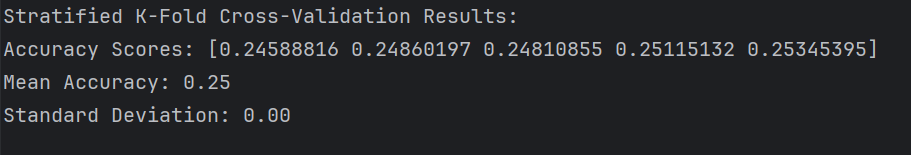 Stratified K-Fold Cross-Validation Results:
Accuracy Scores: [0.24588816 0.24860197 0.24810855 0.25115132 0.25345395]
Mean Accuracy: 0.25
Standard Deviation: 0.00